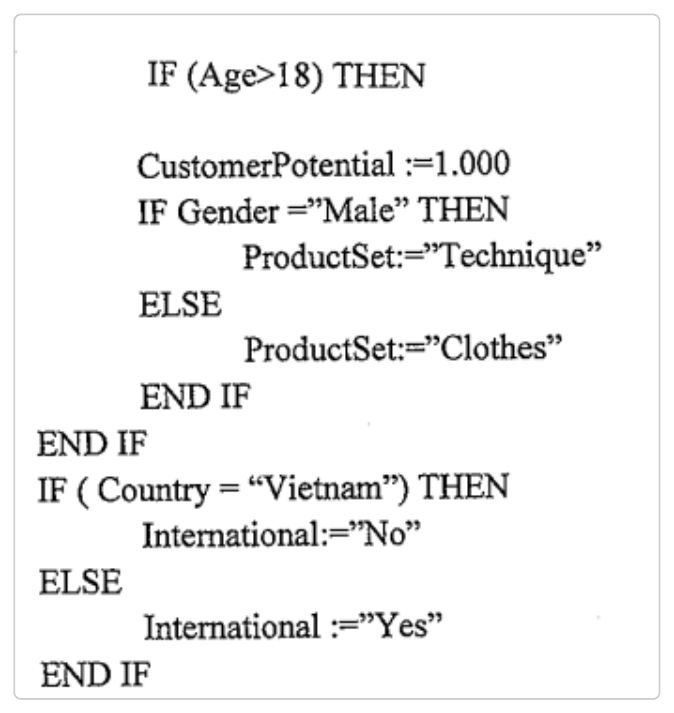 IF (Age>18) THEN
CustomerPotential :=1.000
IF Gender =”Male” THEN
ProductSet:=”Technique”
ELSE
ProductSet:=”Clothes”
END IF
END IF
IF ( Country = “Vietnam”) THEN
International:=”No”
ELSE
International :=”Yes”
END IF